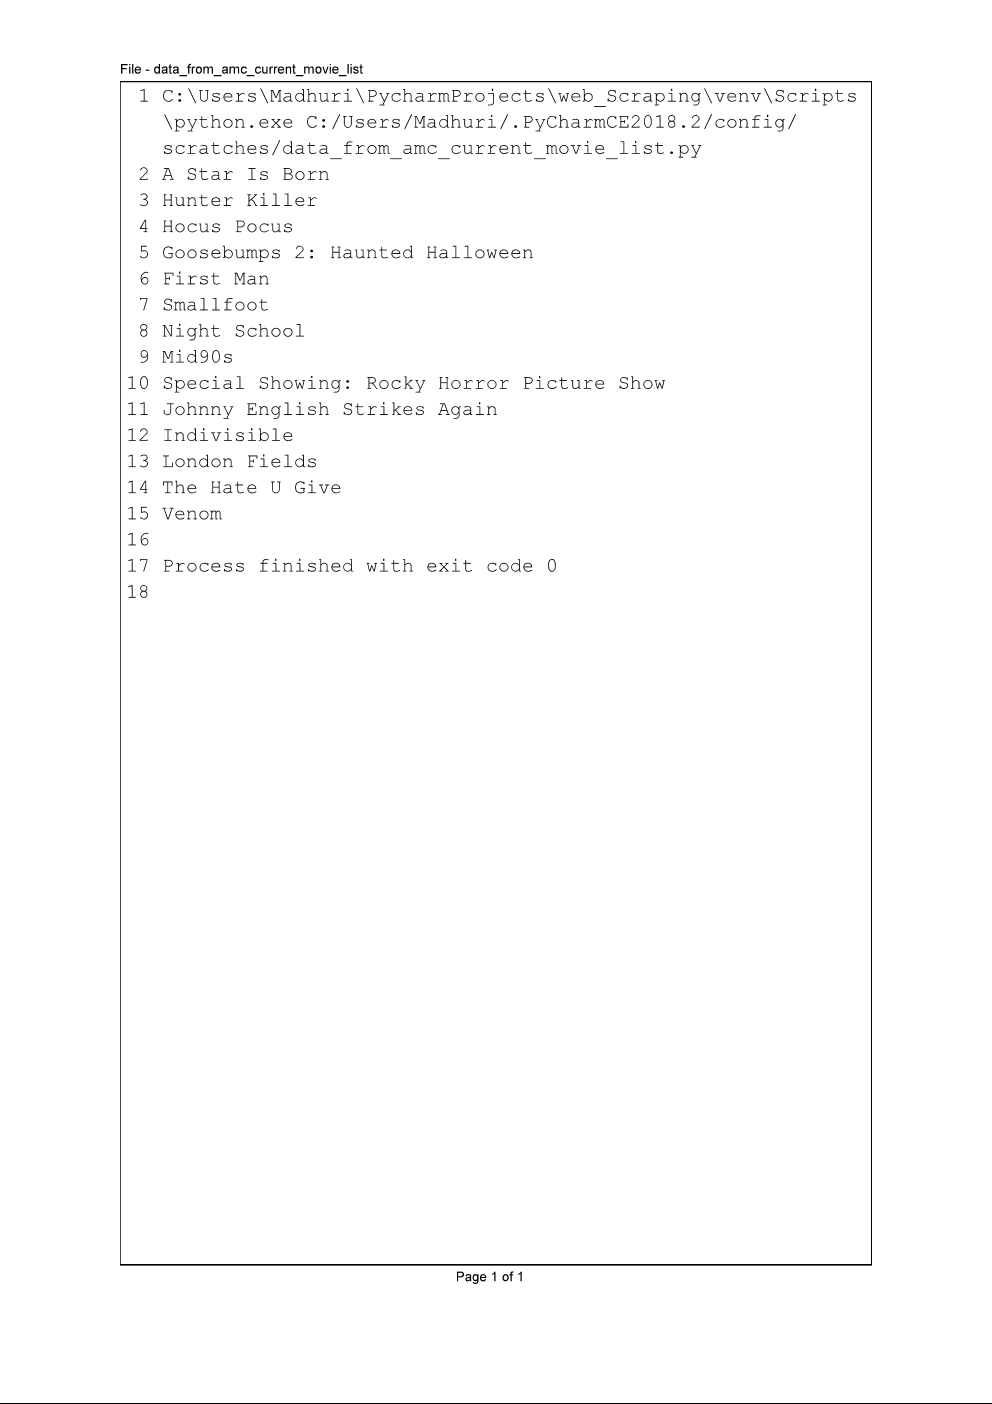 File - data_from_amc_current_movie_list
1 C:\Users\Madhuri\PycharmProjects\web_Scraping\venv\Scripts
\python.exe C:/Users/Madhuri/.PyCharmCE2018.2/config/
scratches/data_from_amc_current_movie_list.py
2 A Star Is Born
3 Hunter Killer
4 Hocus Pocus
5 Goosebumps 2: Haunted Halloween
6 First Man
7 Smallfoot
8 Night School
9 Mid90s
10 Special Showing: Rocky Horror Picture Show
11 Johnny English Strikes Again
12 Indivisible
13 London Fields
14 The Hate U Give
15 Venom
16
17 Process finished with exit code 0
18
Page 1 of 1